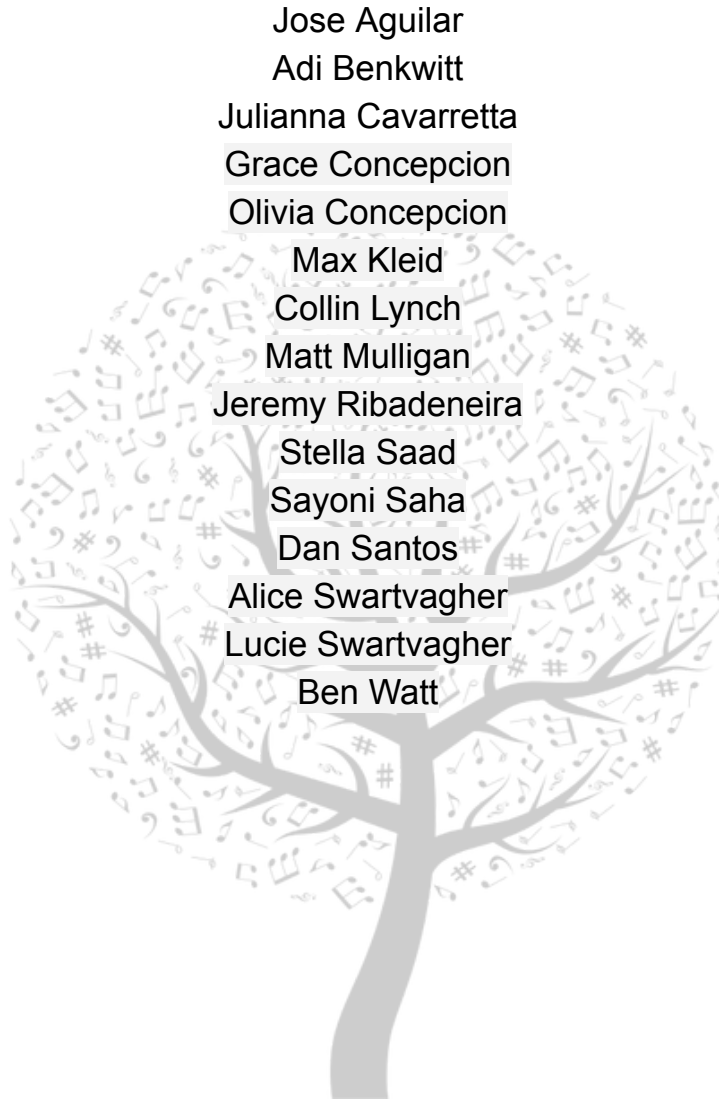 Jose Aguilar
Adi Benkwitt
Julianna Cavarretta
Grace Concepcion
Olivia Concepcion
Max Kleid
Collin Lynch
Matt Mulligan
Jeremy Ribadeneira
Stella Saad
Sayoni Saha
Dan Santos
Alice Swartvagher
Lucie Swartvagher
Ben Watt